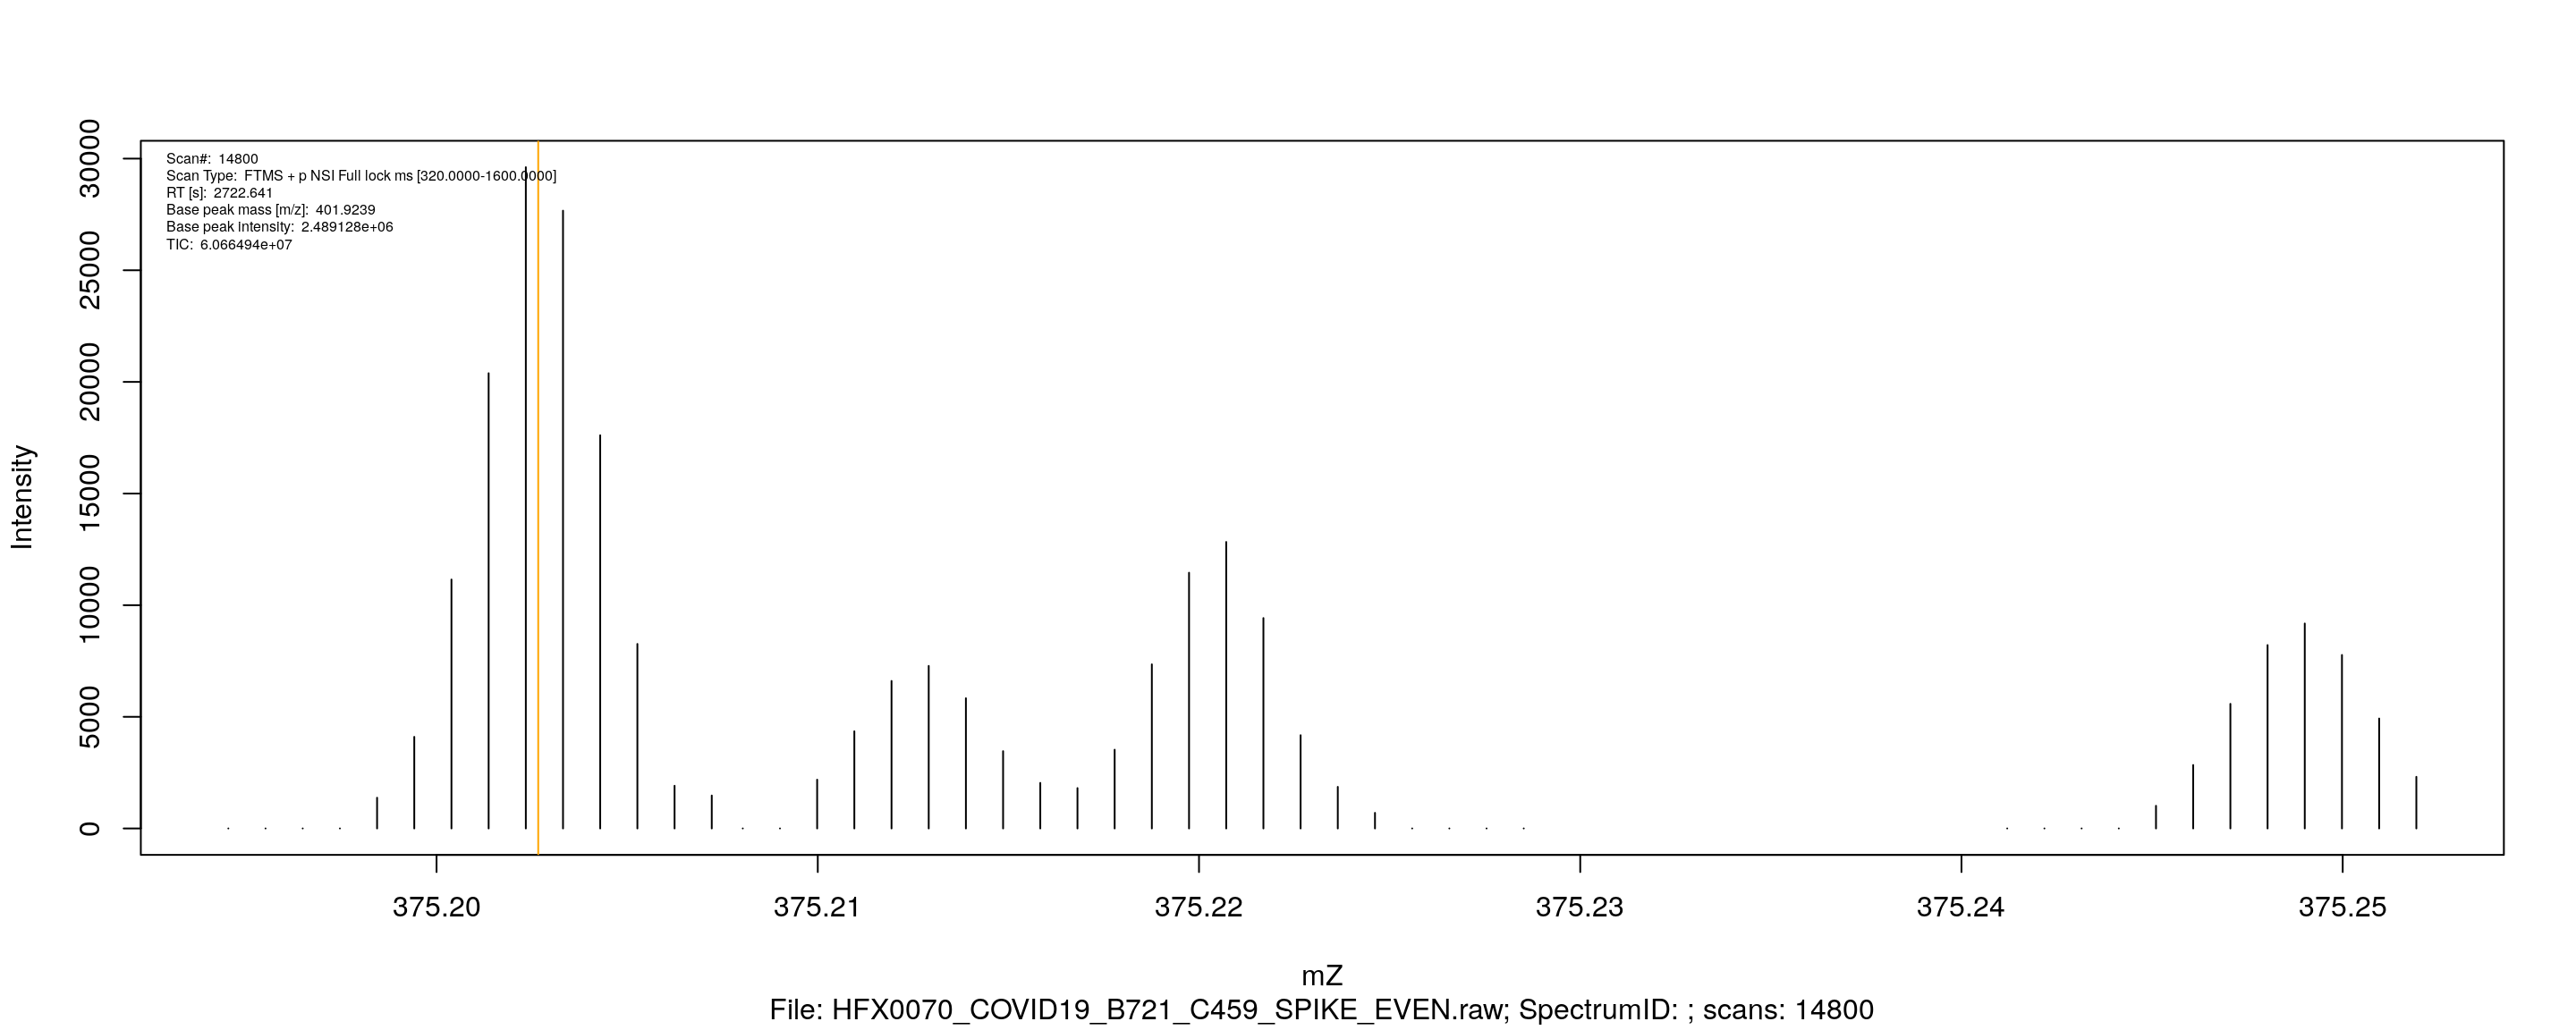 30000
25000
20000
15000
10000
5000
0
Intensity
Scan#: 14800
Scan Type: FTMS + p NSI Full lock ms [320.0000-1600.0000]
RT [s]: 2722.641
Base peak mass [m/z]: 401.9239
Base peak intensity: 2.489128e+06
TIC: 6.066494e+07
375.20 375.21 375.22 375.23 375.24 375.25
mZ
File: HFX0070_COVID19_B721_C459_SPIKE_EVEN.raw; SpectrumID: ; scans: 14800